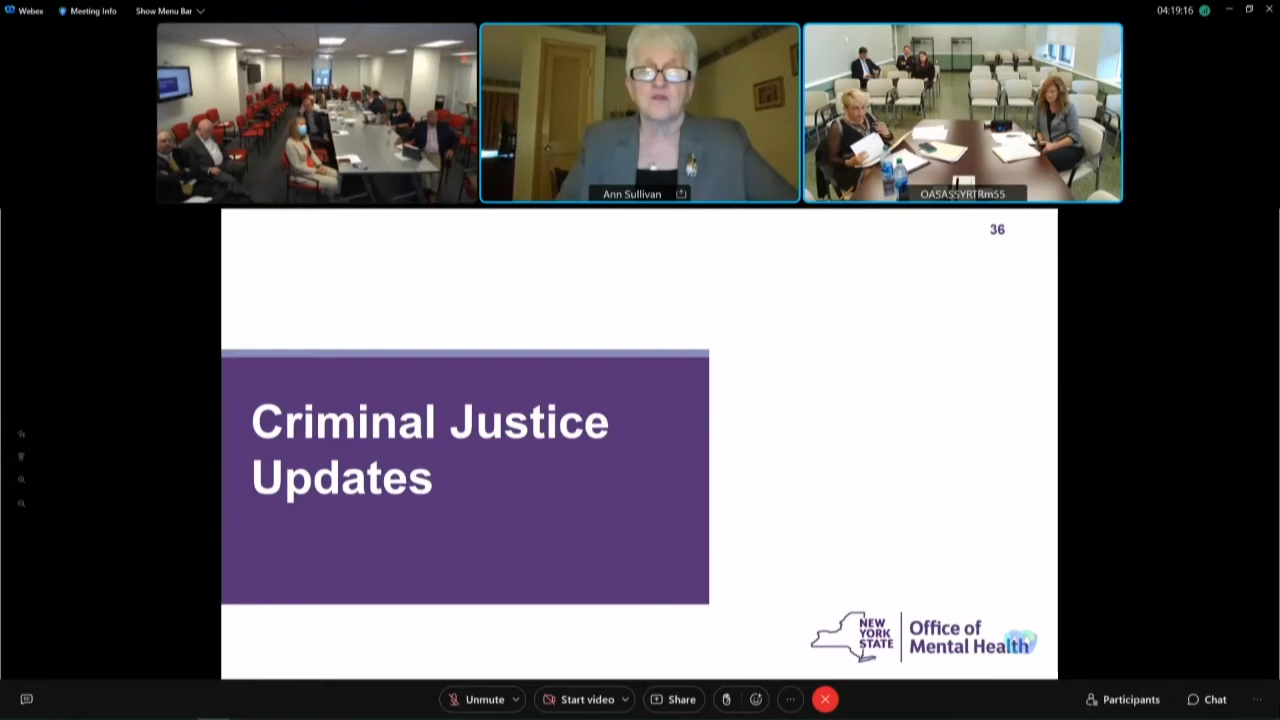 Webex
Meeting Info
Show Menu Bar
04:19:16
Ann Sullivan
OASASSYRTRm55
36
Criminal Justice
Updates
NEW
YORK
STATE
Office of
Mental Health
Unmute
Start video
Share
Participants
Chat